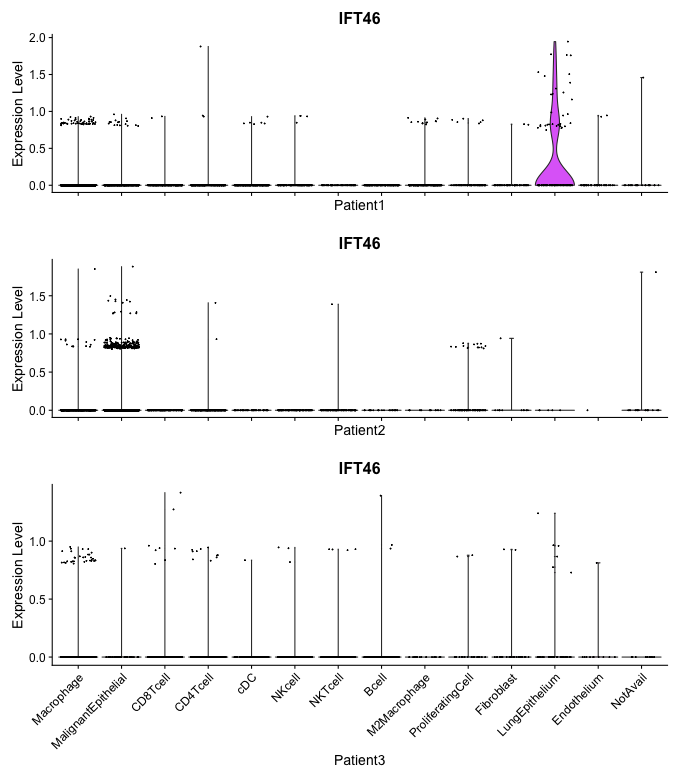 IFT46
Expression Level
2.0
1.5
1.0
0.5
0.0
Patient1
IFT46
Expression Level
1.5
1.0
0.5
0.0
Patient2
IFT46
Expression Level
1.0
0.5
0.0
Macrophage
MalignantEpithelial
CD8Tcell
CD4Tcell
cDC
NKcell
NKTcell
Bcell
M2Macrophage
ProliferatingCell
Fibroblast
LungEpithelium
Endothelium
NotAvail
Patient3